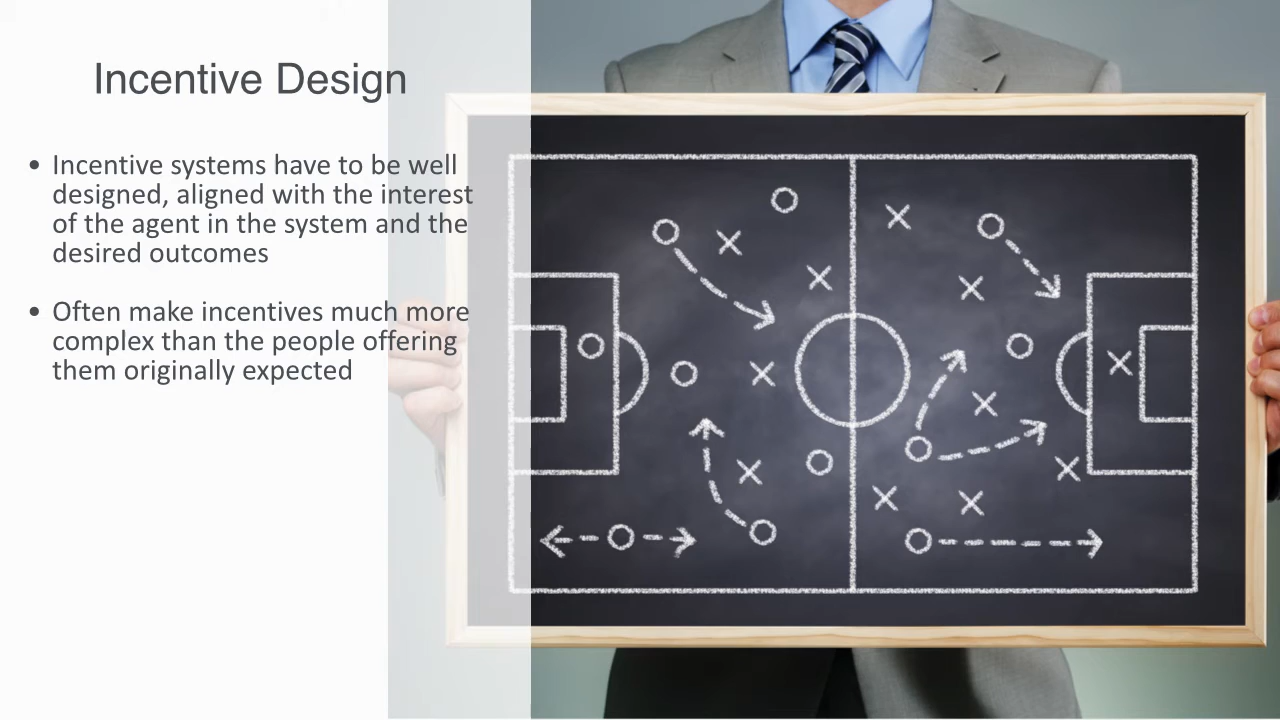 Incentive Design
• Incentive systems have to be well
designed, aligned with the interest
of the agent in the system and the
desired outcomes
• Often make incentives much more
complex than the people offering
them originally expected